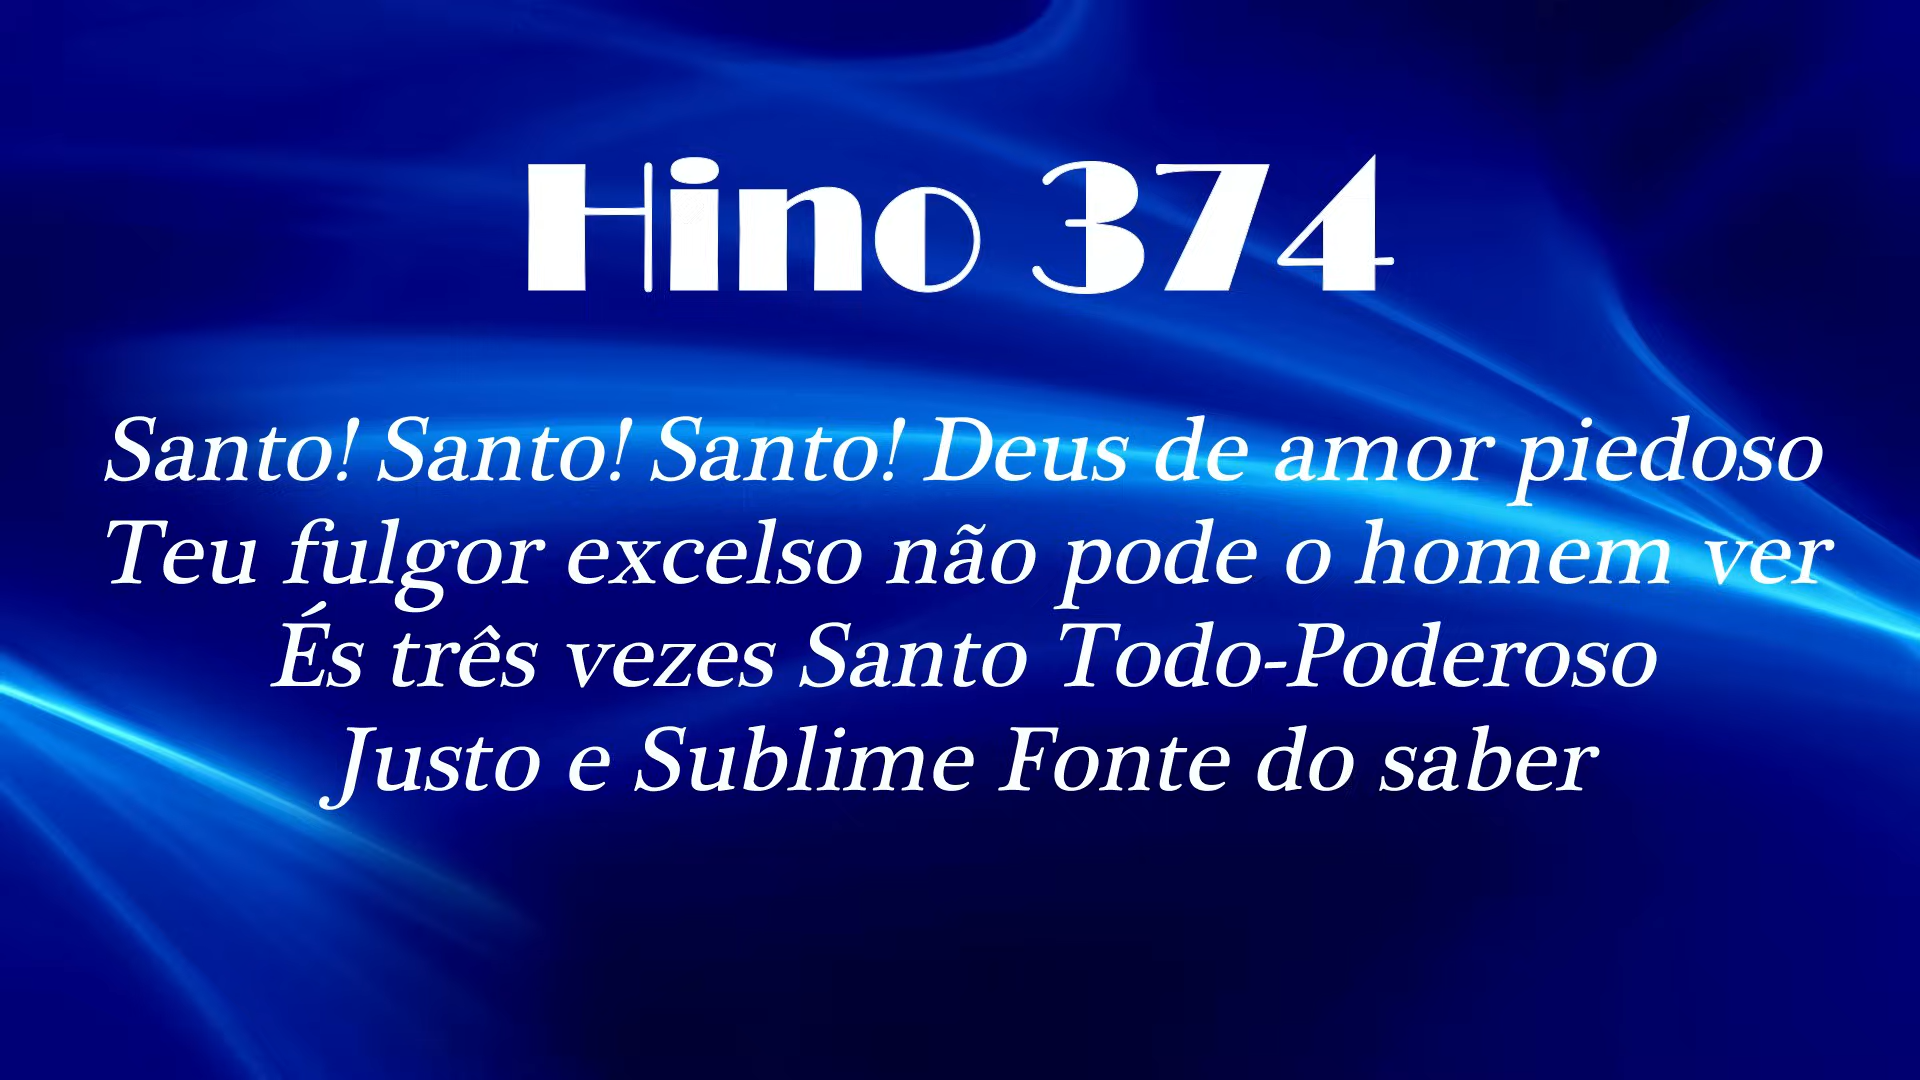 Hino 374
Santo! Santo! Santo! Deus de amor piedoso
Teu fulgor excelso não pode o homem ver
És três vezes Santo Todo-Poderoso
Justo e Sublime Fonte do saber